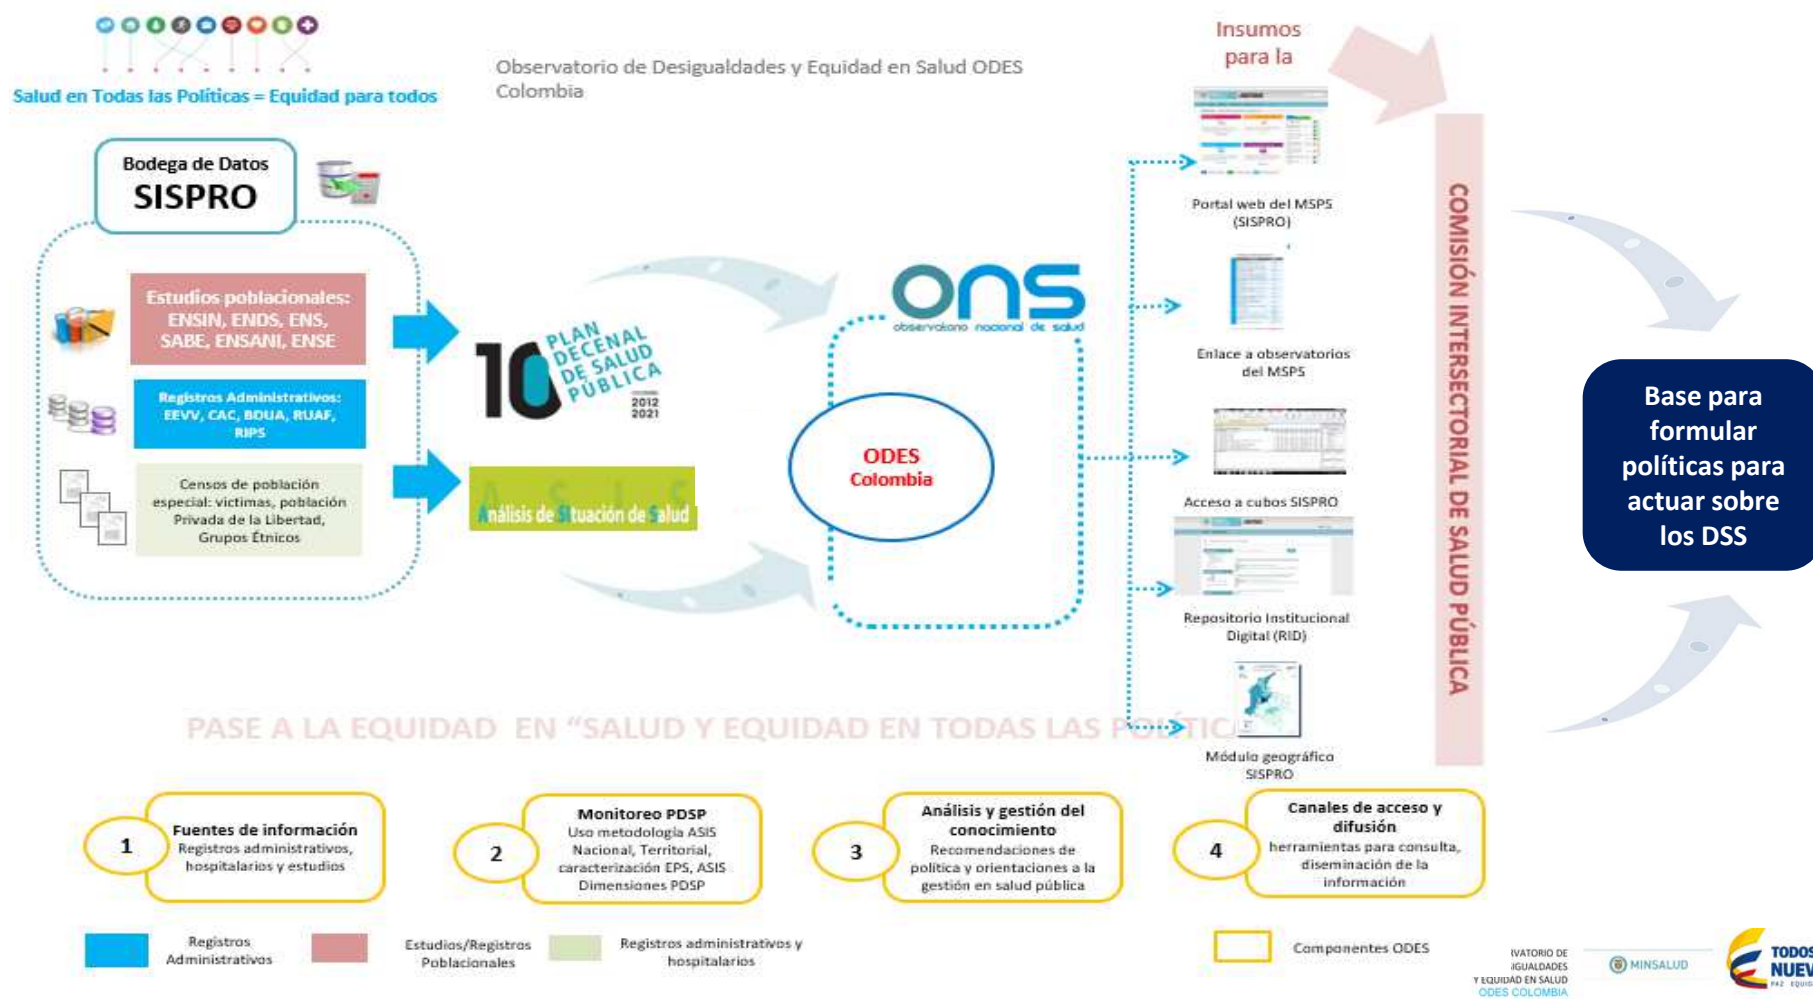 Salud en Todas las Políticas = Equidad para todos
Observatorio de Desigualdades y Equidad en Salud ODES
Colombia
Insumos
para la
Bodega de Datos
SISPRO
Estudios poblacionales:
ENSIN, ENDS, ENS,
SABE, ENSANI, ENSE
Registros Administrativos:
EEVV, CAC, BDUA, RUAF,
RIPS
Censos de población
especial: victimas, población
Privada de la Libertad,
Grupos Étnicos
10
PLAN
DECENAL
DE SALUD
PÚBLICA
2012
2021
A S I S
Análisis de Situación de Salud
ONS
observatorio nacional de salud
ODES
Colombia
Portal web del MSPS
(SISPRO)
Enlace a observatorios
del MSPS
Acceso a cubos SISPRO
Repositorio Institucional
Digital (RID)
Módulo geográfico
SISPRO
COMISIÓN INTERSECTORIAL DE SALUD PÚBLICA
Base para
formular
políticas para
actuar sobre
los DSS
PASE A LA EQUIDAD EN “SALUD Y EQUIDAD EN TODAS LAS POLÍTIC
1
Fuentes de información
Registros administrativos,
hospitalarios y estudios
2
Monitoreo PDSP
Uso metodología ASIS
Nacional, Territorial,
caracterización EPS, ASIS
Dimensiones PDSP
3
Análisis y gestión del
conocimiento
Recomendaciones de
política y orientaciones a la
gestión en salud pública
4
Canales de acceso y
difusión
herramientas para consulta,
diseminación de la
información
Registros
Administrativos
Estudios/Registros
Poblacionales
Registros administrativos y
hospitalarios
Componentes ODES
IVATORIO DE
IGUALDADES
Y EQUIDAD EN SALUD
ODES COLOMBIA
MINSALUD
TODOS
NUEV
PAZ EQUID